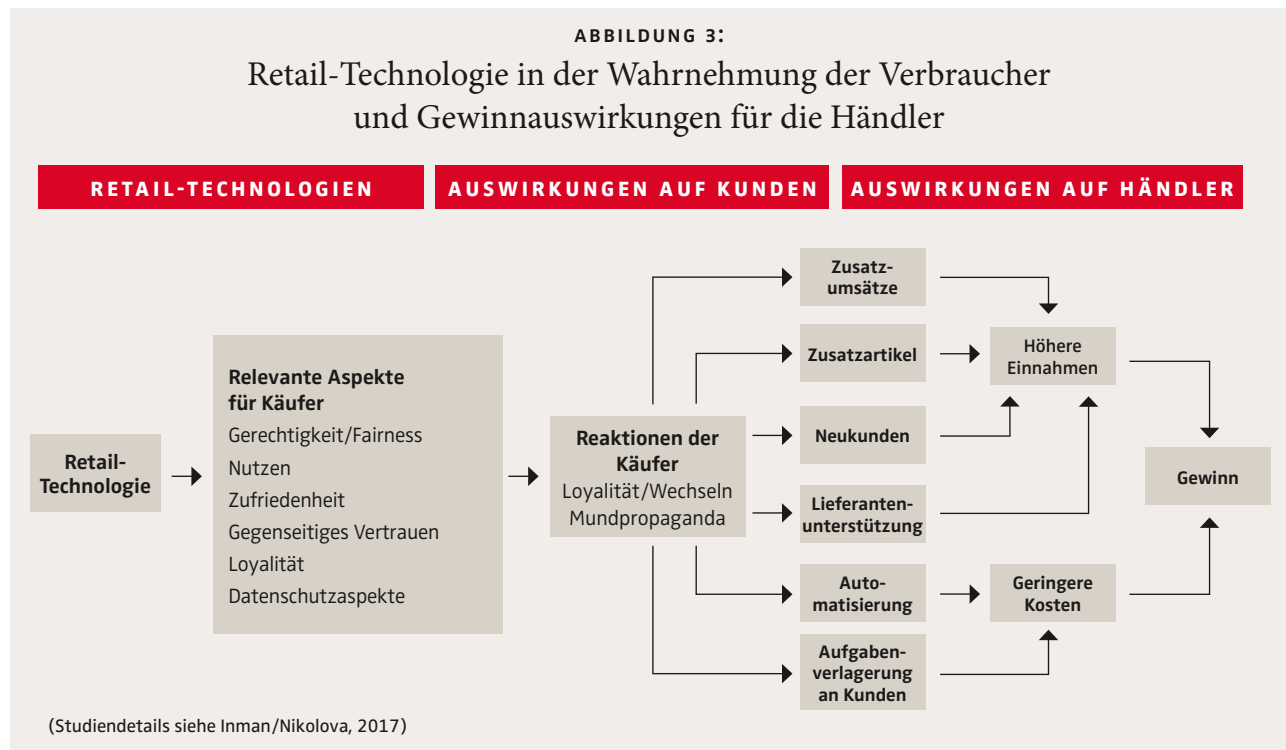 ABBILDUNG 3:
Retail-Technologie in der Wahrnehmung der Verbraucher
und Gewinnauswirkungen für die Händler
RETAIL-TECHNOLOGIEN
AUSWIRKUNGEN AUF KUNDEN
AUSWIRKUNGEN AUF HÄNDLER
Retail-
Technologie
Relevante Aspekte
für Käufer
Gerechtigkeit/Fairness
Nutzen
Zufriedenheit
Gegenseitiges Vertrauen
Loyalität
Datenschutzaspekte
Reaktionen der
Käufer
Loyalität/Wechseln
Mundpropaganda
Zusatz-
umsätze
Zusatzartikel
Neukunden
Lieferanten-
unterstützung
Auto-
matisierung
Aufgaben-
verlagerung
an Kunden
Höhere
Einnahmen
Geringere
Kosten
Gewinn
(Studiendetails siehe Inman/Nikolova, 2017)